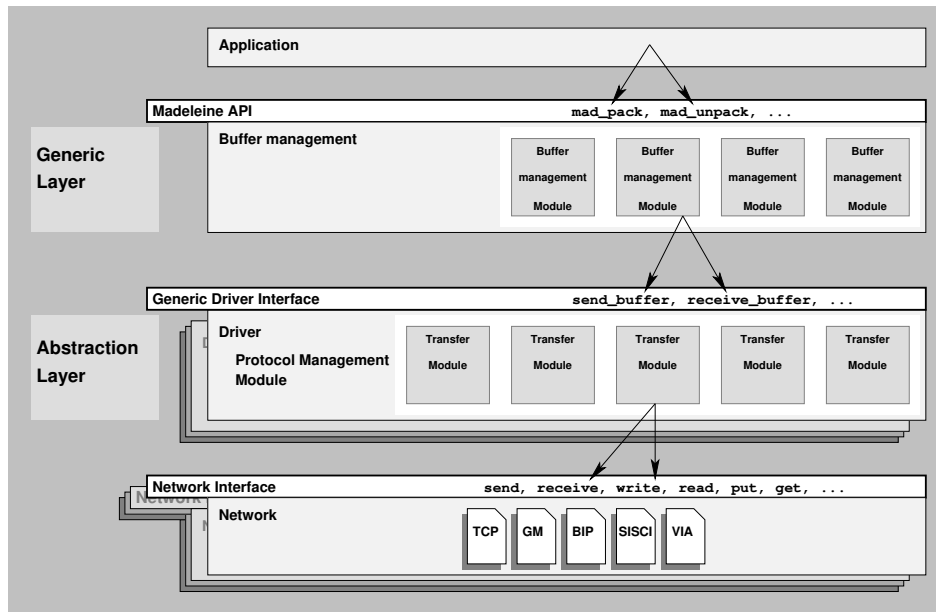 Application
Madeleine API
mad_pack, mad_unpack, ...
Generic
Layer
Buffer management
Buffer
management
Module
Buffer
management
Module
Buffer
management
Module
Buffer
management
Module
Generic Driver Interface
send_buffer, receive_buffer, ...
Abstraction
Layer
Driver
Protocol Management
Module
Transfer
Module
Transfer
Module
Transfer
Module
Transfer
Module
Transfer
Module
Network Interface
send, receive, write, read, put, get, ...
Network
Network
TCP
GM
BIP
SISCI
VIA